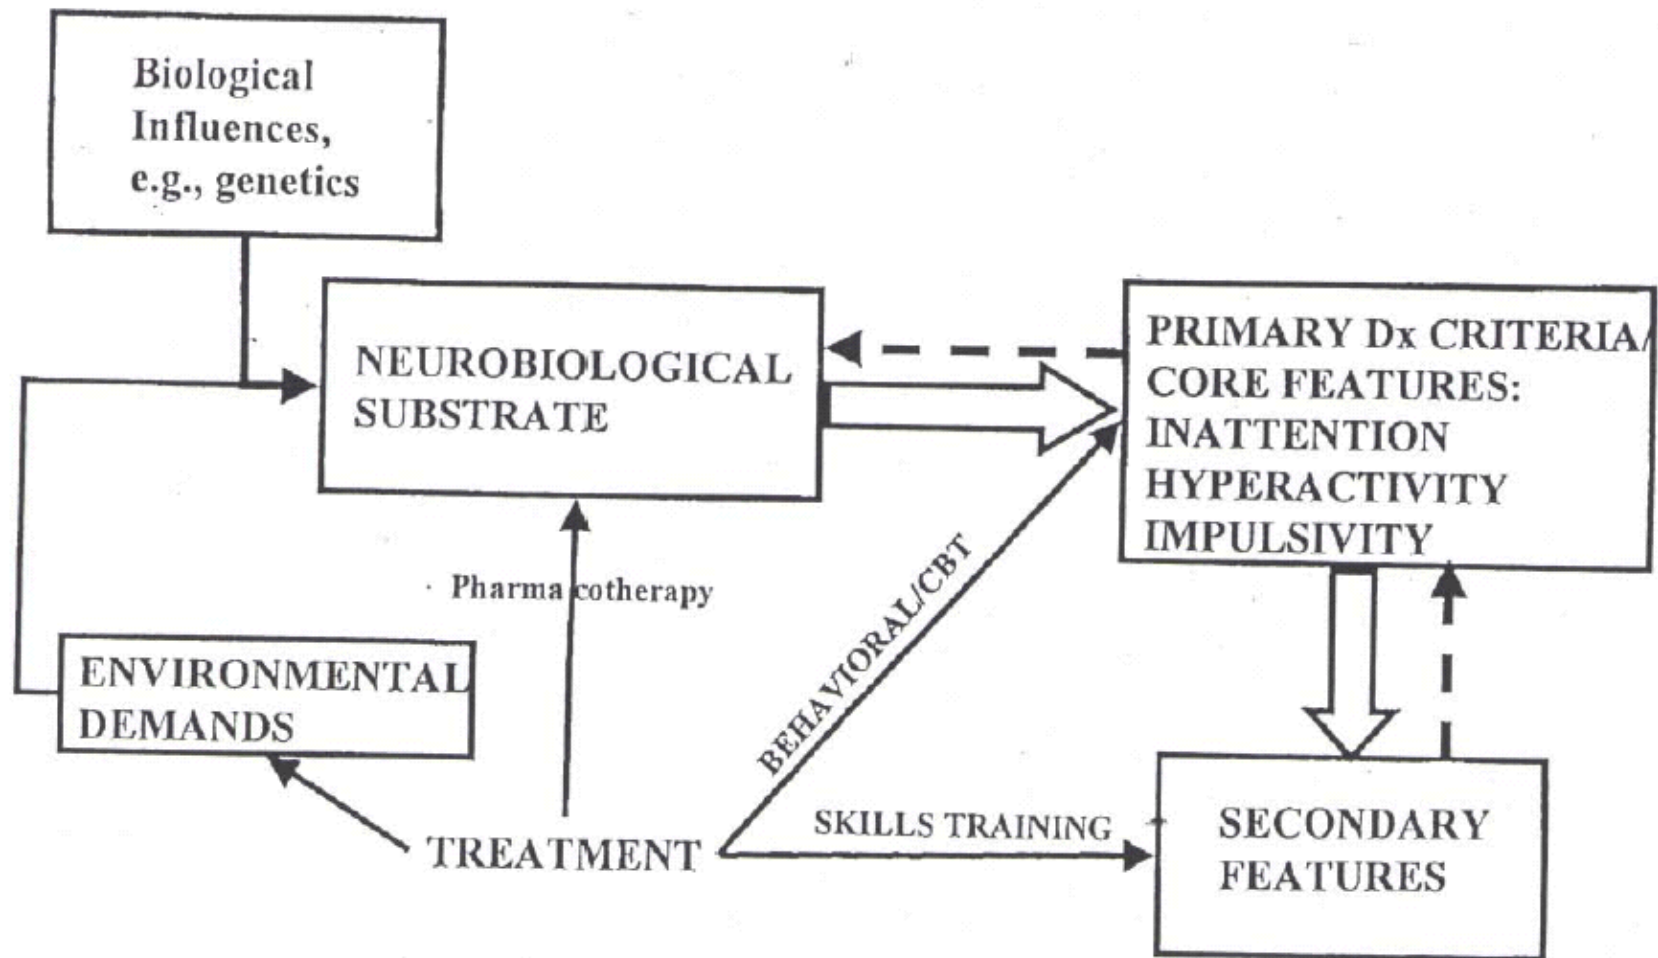 Biological
Influences,
e.g., genetics
NEUROBIOLOGICAL
SUBSTRATE
PRIMARY Dx CRITERIA/
CORE FEATURES:
INATTENTION
HYPERACTIVITY
IMPULSIVITY
Pharmacotherapy
BEHAVIORAL/CBT
ENVIRONMENTAL
DEMANDS
SKILLS TRAINING
TREATMENT
SECONDARY
FEATURES